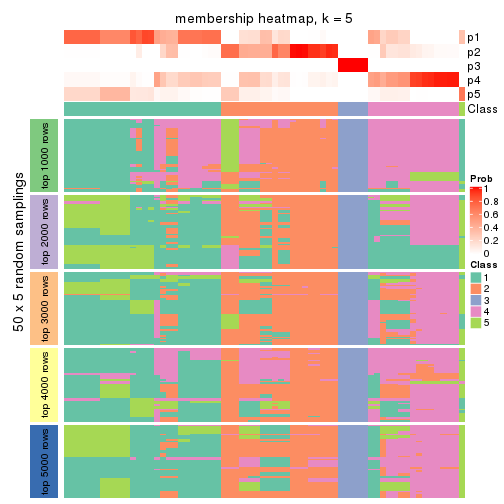 membership heatmap, k = 5
p1
p2
p3
p4
p5
Class
50 x 5 random samplings
top 1000 rows
top 2000 rows
top 3000 rows
top 4000 rows
top 5000 rows
Prob
1
0.8
0.6
0.4
0.2
0
Class
1
2
3
4
5